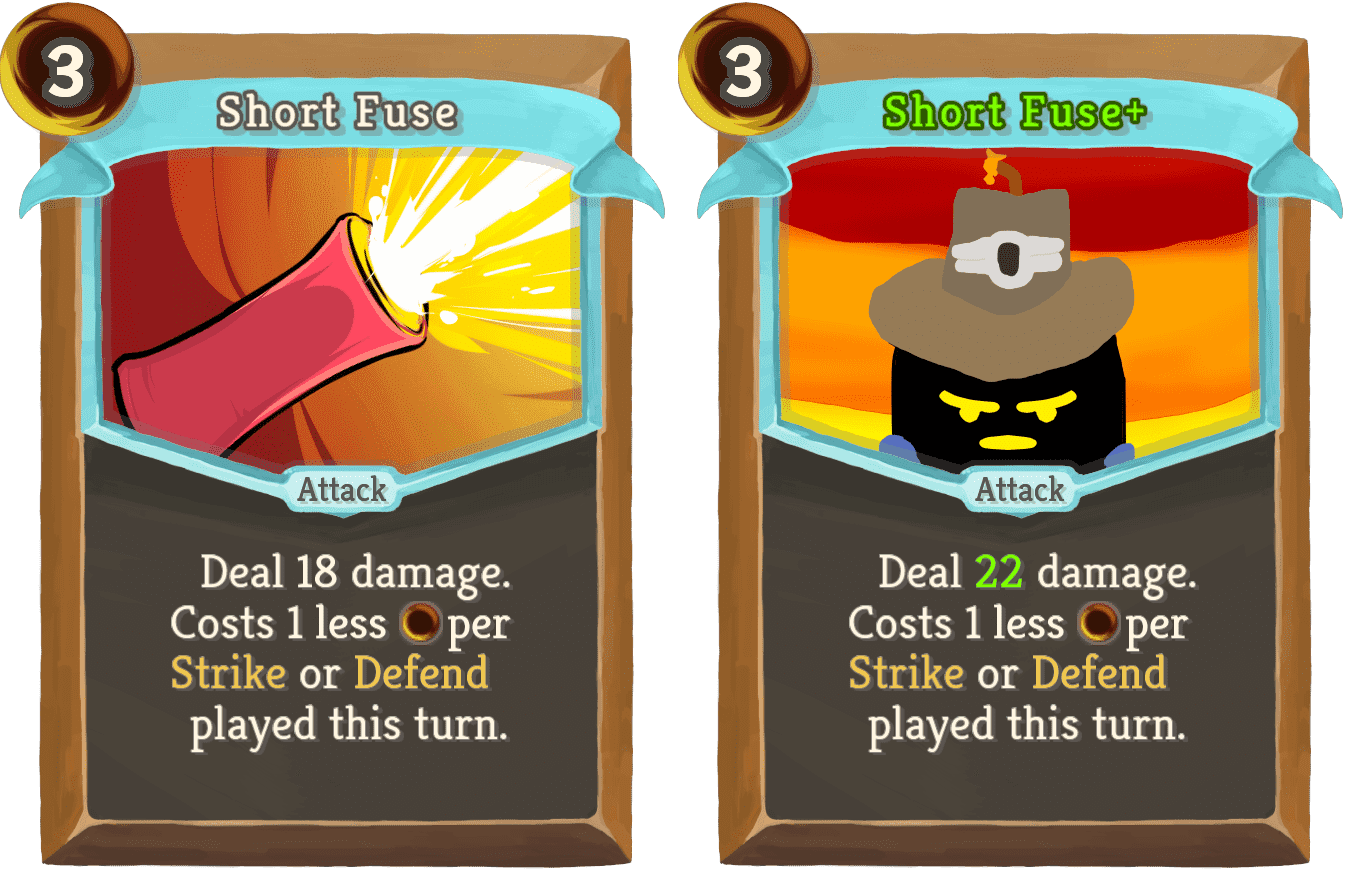 3
Short Fuse
Attack
Deal 18 damage.
Costs 1 less per
Strike or Defend
played this turn.
3
Short Fuse+
Attack
Deal 22 damage.
Costs 1 less per
Strike or Defend
played this turn.